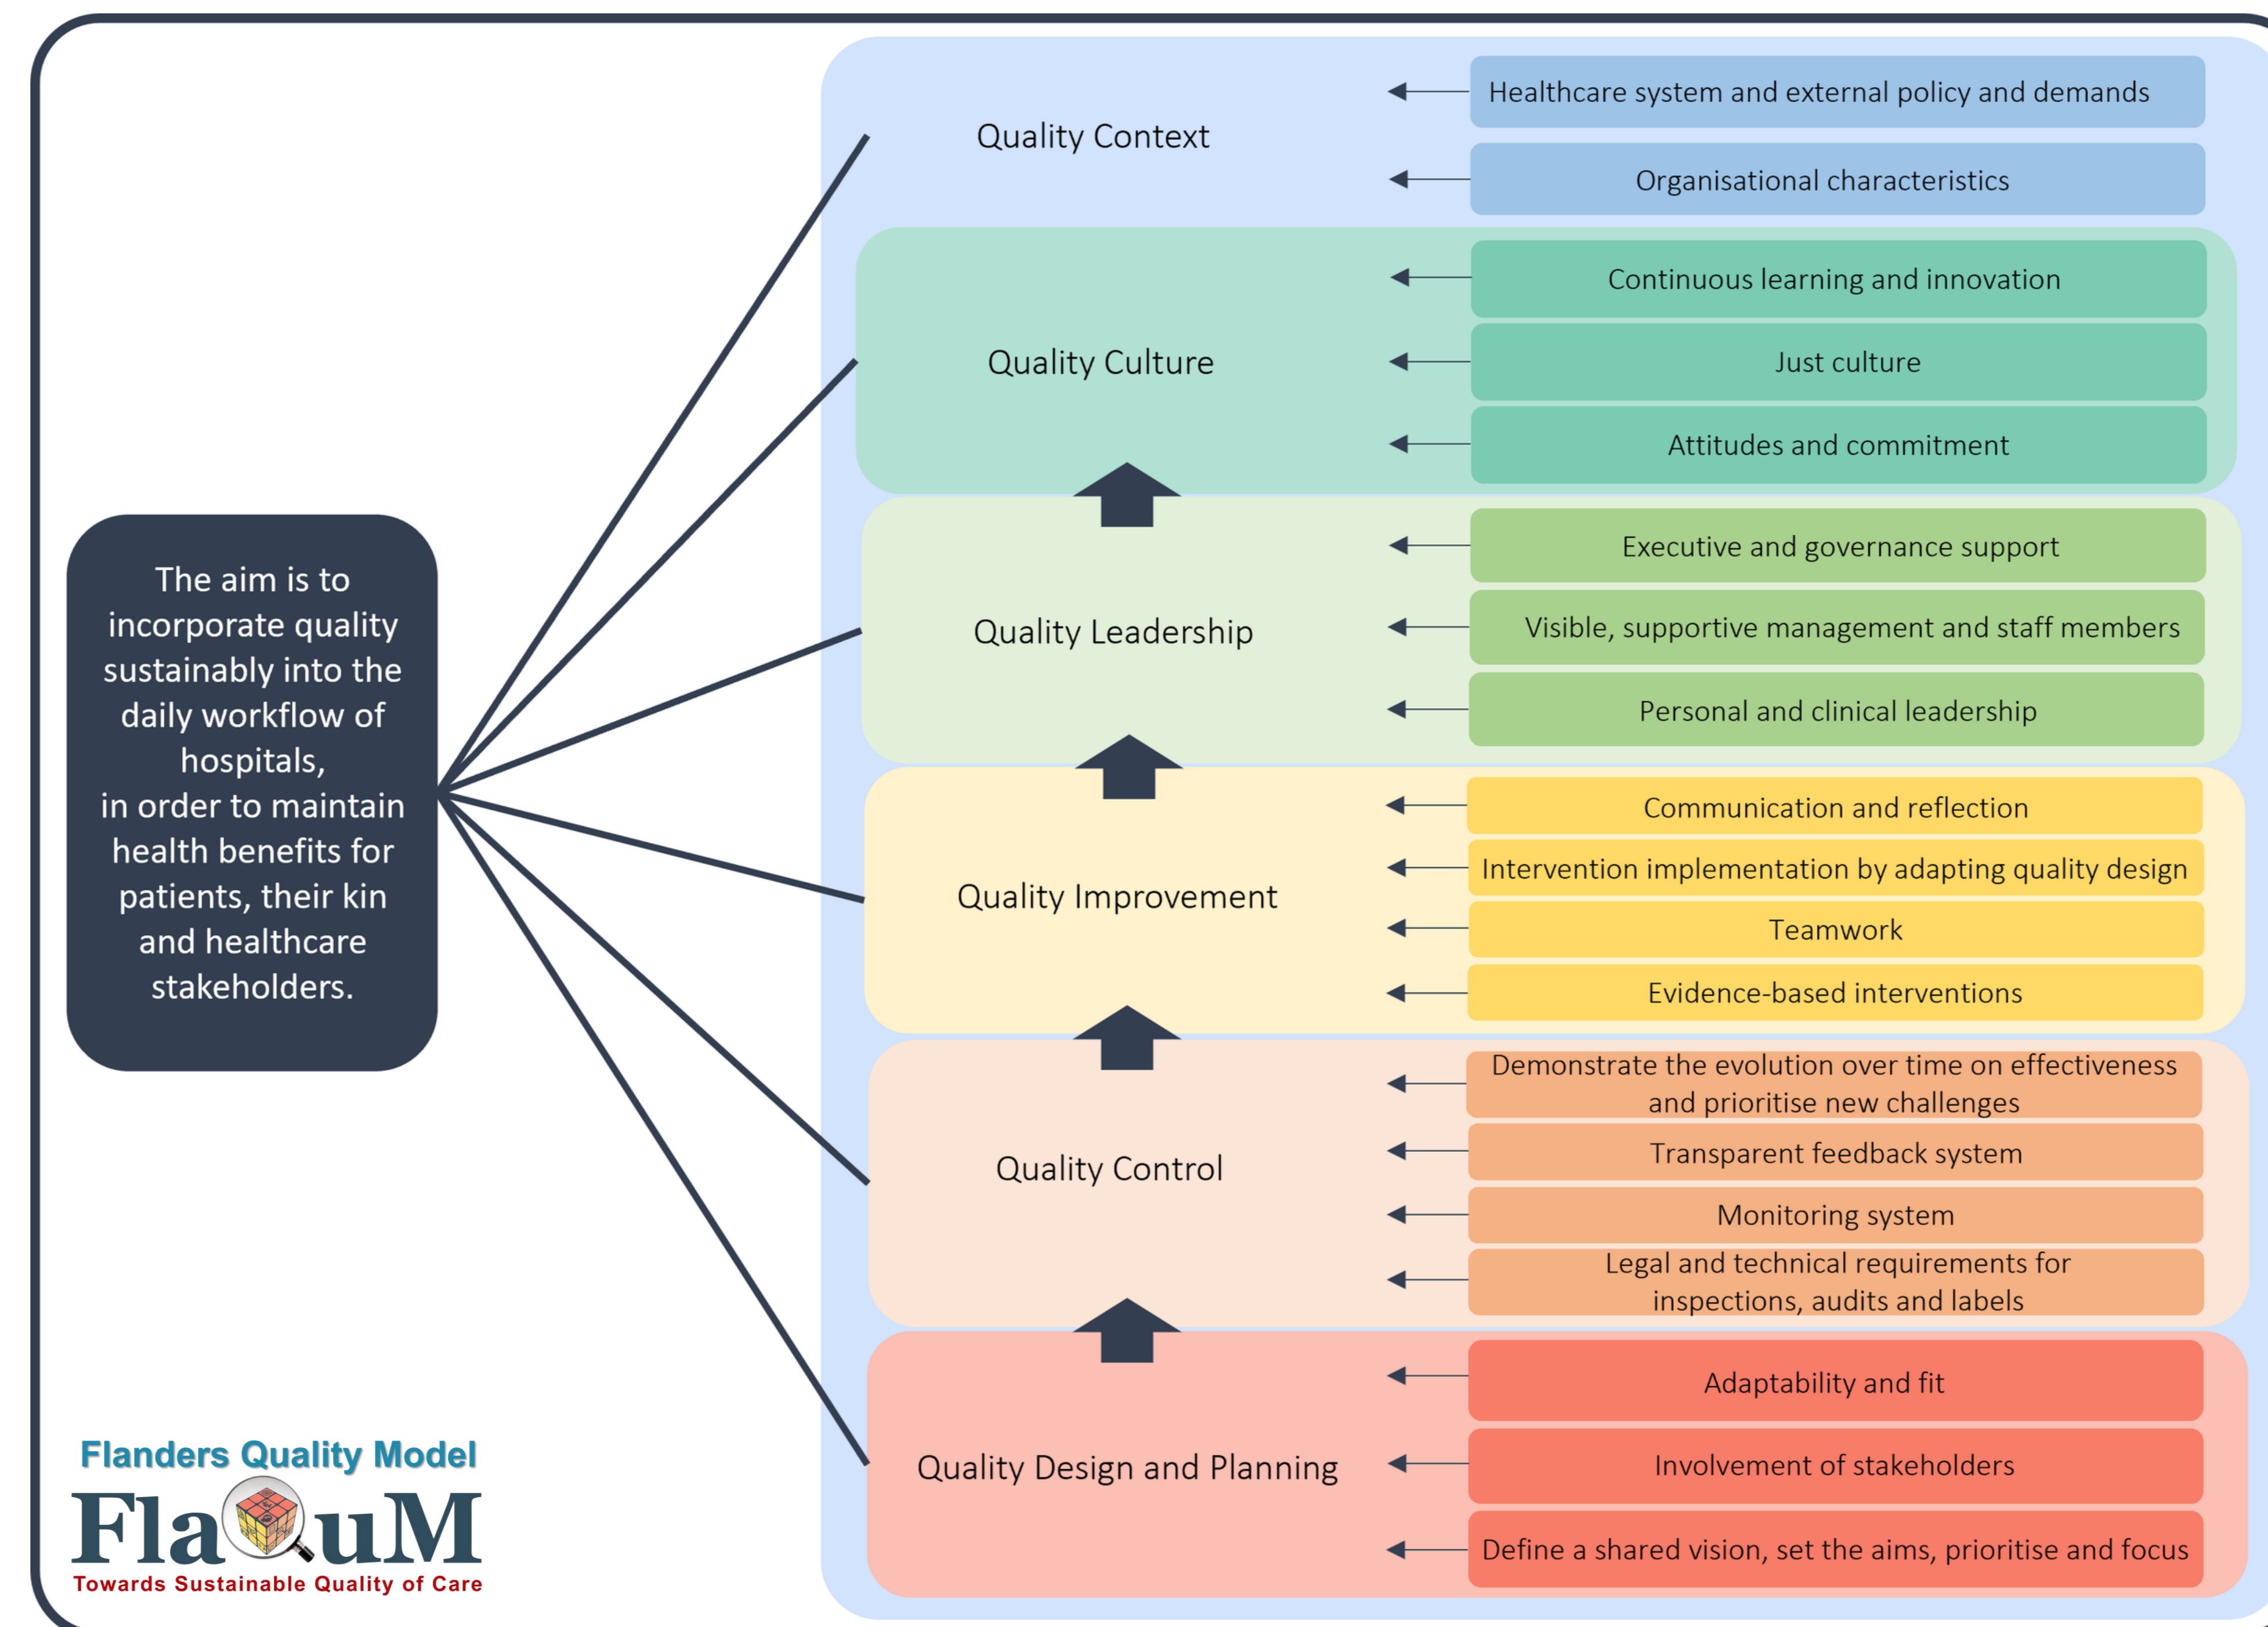 The aim is to
incorporate quality
sustainably into the
daily workflow of
hospitals,
in order to maintain
health benefits for
patients, their kin
and healthcare
stakeholders.
Quality Context
Healthcare system and external policy and demands
Organisational characteristics
Quality Culture
Continuous learning and innovation
Just culture
Attitudes and commitment
Quality Leadership
Executive and governance support
Visible, supportive management and staff members
Personal and clinical leadership
Quality Improvement
Communication and reflection
Intervention implementation by adapting quality design
Teamwork
Evidence-based interventions
Quality Control
Demonstrate the evolution over time on effectiveness
and prioritise new challenges
Transparent feedback system
Monitoring system
Legal and technical requirements for
inspections, audits and labels
Quality Design and Planning
Adaptability and fit
Involvement of stakeholders
Define a shared vision, set the aims, prioritise and focus
Flanders Quality Model
FlaQuM
Towards Sustainable Quality of Care